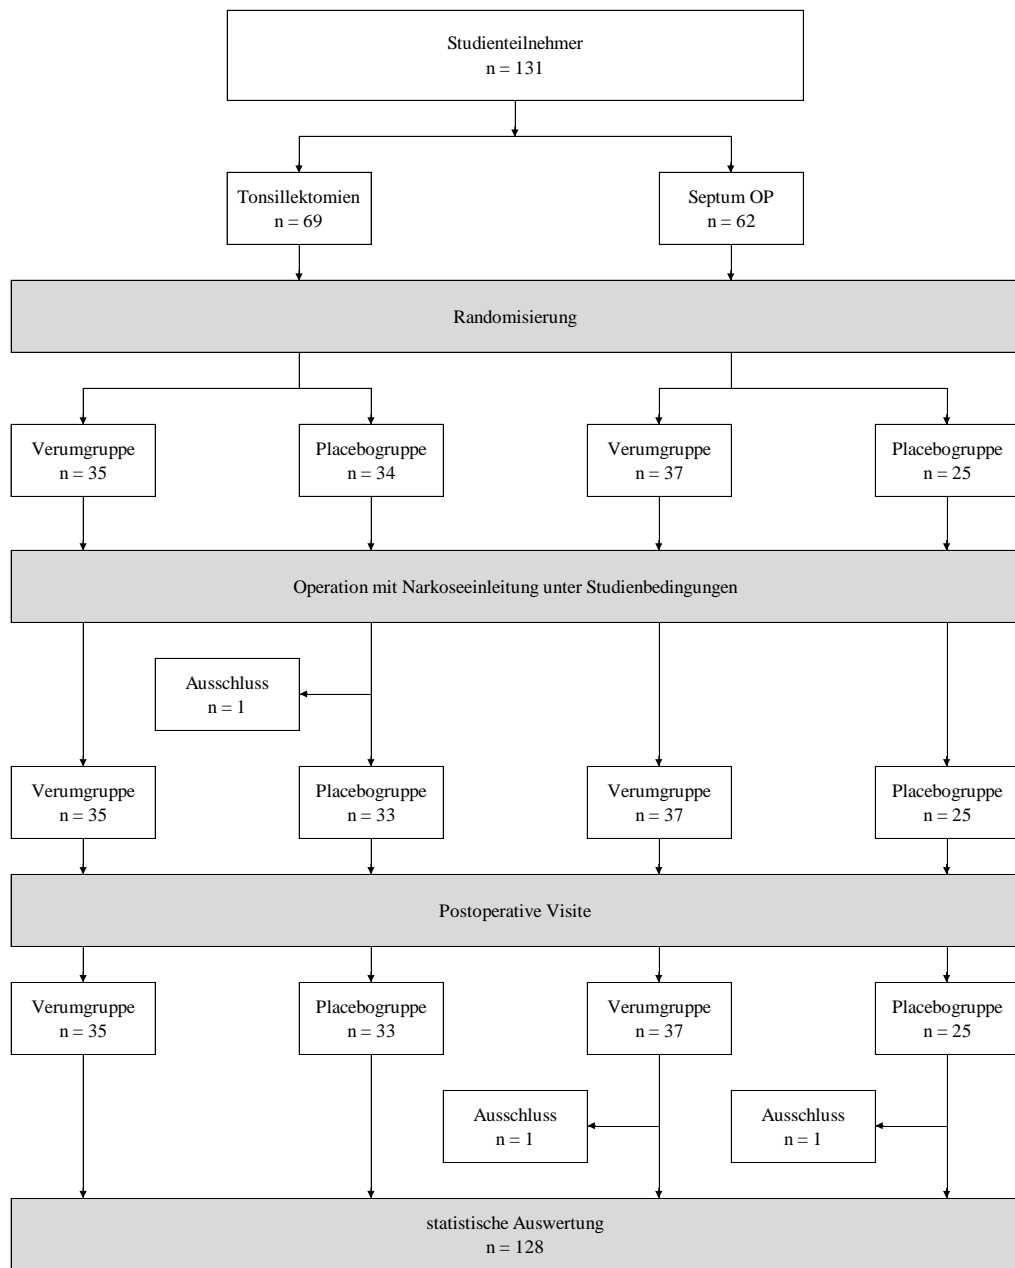 Studienteilnehmer
n = 131
Tonsillektomien
n = 69
Septum OP
n = 62
Randomisierung
Verumgruppe
n = 35
Placebogruppe
n = 34
Verumgruppe
n = 37
Placebogruppe
n = 25
Operation mit Narkoseeinleitung unter Studienbedingungen
Ausschluss
n = 1
Verumgruppe
n = 35
Placebogruppe
n = 33
Verumgruppe
n = 37
Placebogruppe
n = 25
Postoperative Visite
Verumgruppe
n = 35
Placebogruppe
n = 33
Verumgruppe
n = 37
Placebogruppe
n = 25
Ausschluss
n = 1
Ausschluss
n = 1
statistische Auswertung
n = 128